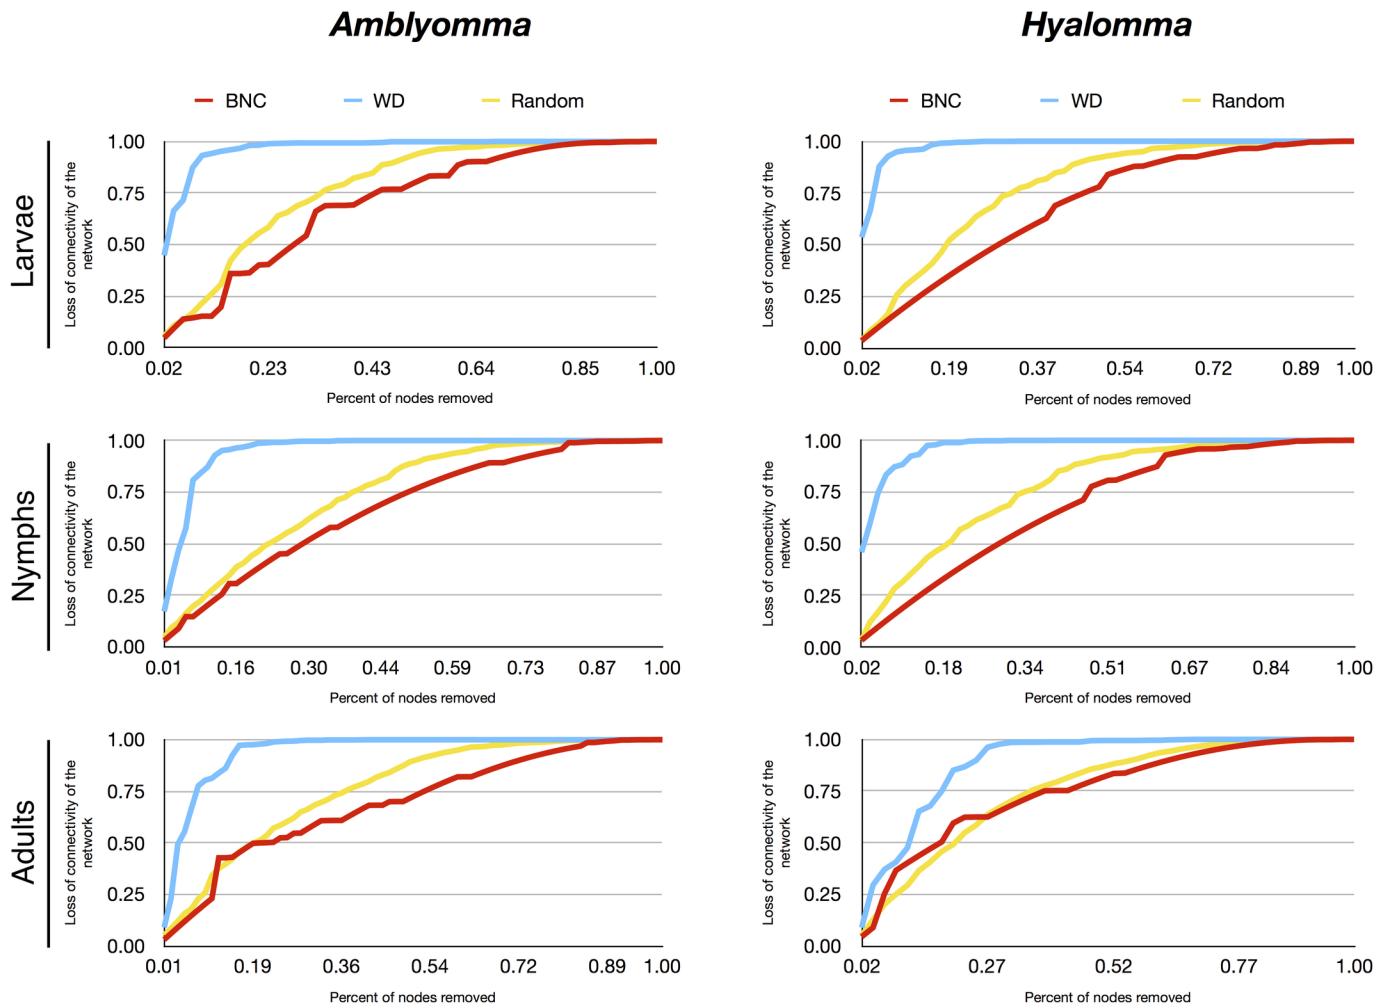 Amblyomma
Hyalomma
BNC WD Random
BNC WD Random
Larvae
Loss of connectivity of the
network
1.00
0.75
0.50
0.25
0.00
0.02 0.23 0.43 0.64 0.85 1.00
Percent of nodes removed
Loss of connectivity of the
network
1.00
0.75
0.50
0.25
0.00
0.02 0.19 0.37 0.54 0.72 0.89 1.00
Percent of nodes removed
Nymphs
Loss of connectivity of the
network
1.00
0.75
0.50
0.25
0.00
0.01 0.16 0.30 0.44 0.59 0.73 0.87 1.00
Percent of nodes removed
Loss of connectivity of the
network
1.00
0.75
0.50
0.25
0.00
0.02 0.18 0.34 0.51 0.67 0.84 1.00
Percent of nodes removed
Adults
Loss of connectivity of the
network
1.00
0.75
0.50
0.25
0.00
0.01 0.19 0.36 0.54 0.72 0.89 1.00
Percent of nodes removed
Loss of connectivity of the
network
1.00
0.75
0.50
0.25
0.00
0.02 0.27 0.52 0.77 1.00
Percent of nodes removed